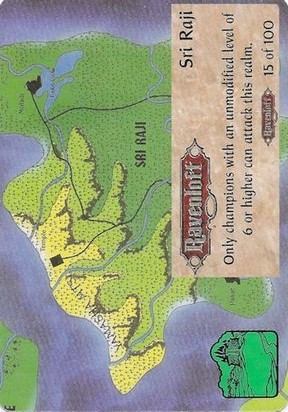 Sri Raji
Ravenloft
Only champions with an unmodified level of
6 or higher can attack this realm.
Ravenloft 15 of 100
SRI RAJI